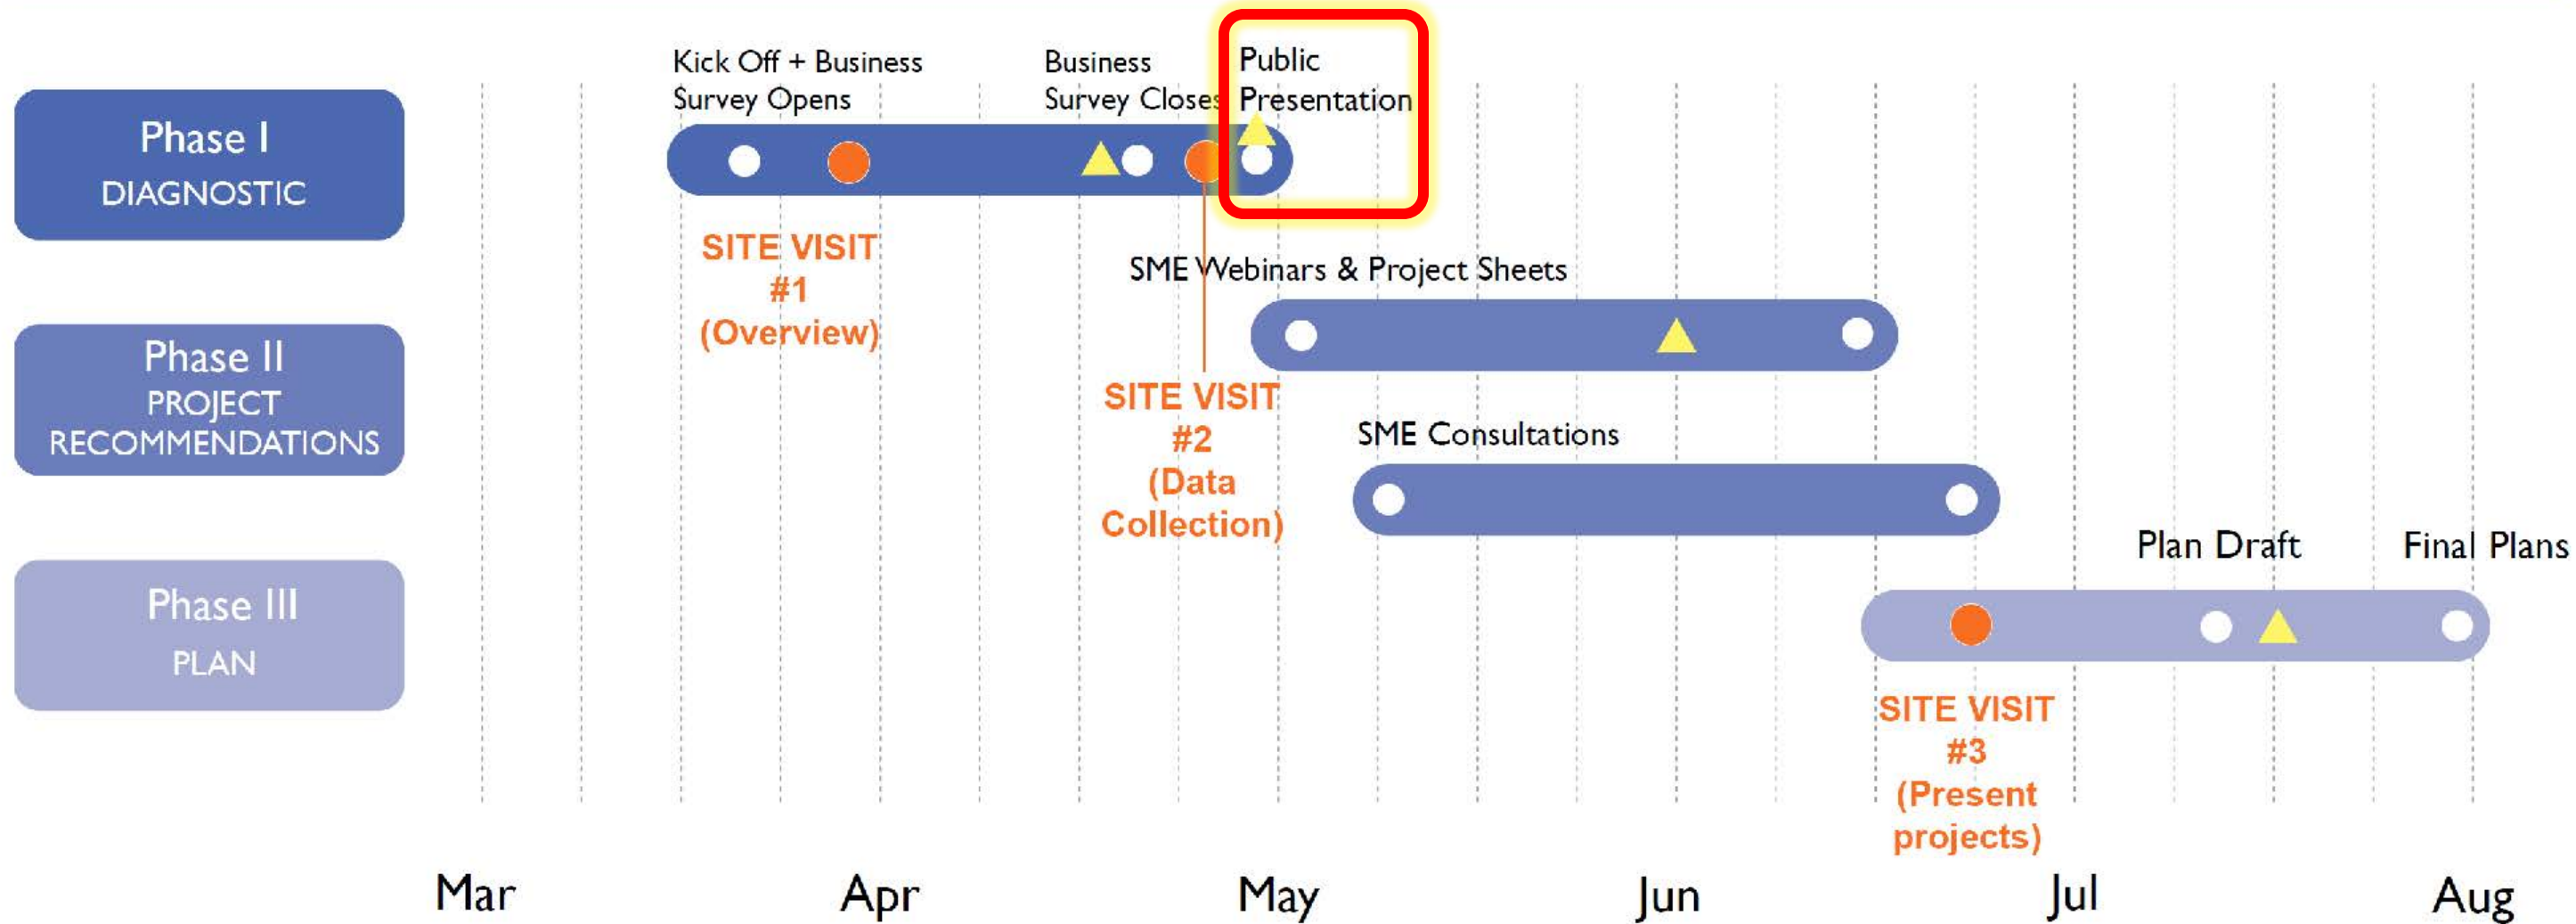 Kick Off + Business
Survey Opens
Business
Survey Closes
Public
Presentation
Phase I
DIAGNOSTIC
SITE VISIT
#1
(Overview)
SME Webinars & Project Sheets
Phase II
PROJECT
RECOMMENDATIONS
SITE VISIT
#2
(Data
Collection)
SME Consultations
Plan Draft
Final Plans
Phase III
PLAN
SITE VISIT
#3
(Present
projects)
Mar
Apr
May
Jun
Jul
Aug